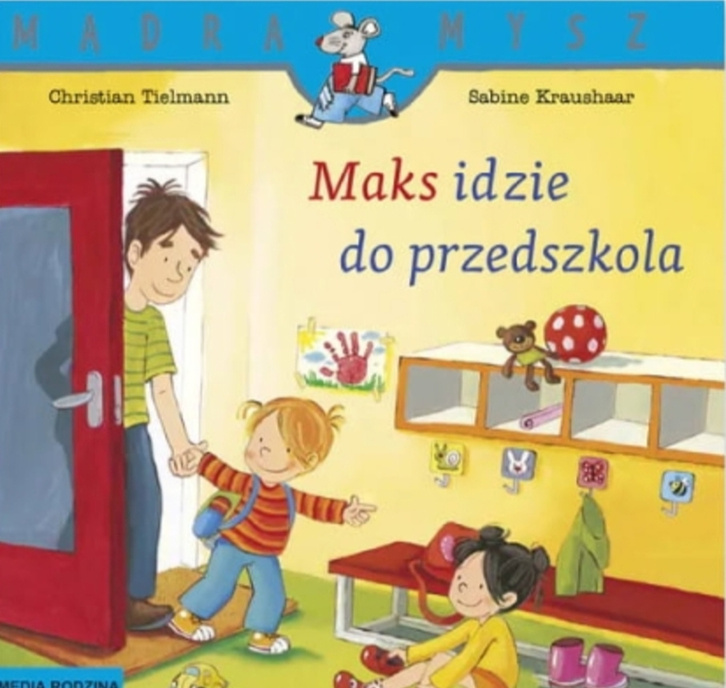 MĄDRA MYSZ
Christian Tielmann
Sabine Kraushaar
Maks idzie
do przedszkola
MEDIA RODZINA